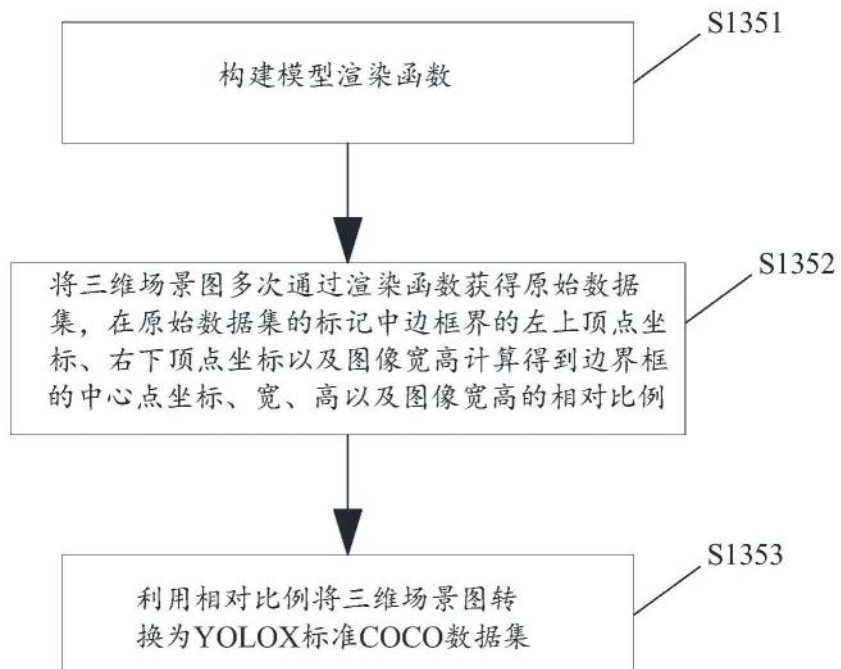 S1351
构建模型渲染函数
S1352
将三维场景图多次通过渲染函数获得原始数据
集，在原始数据集的标记中边框界的左上顶点坐
标、右下顶点坐标以及图像宽高计算得到边界框
的中心点坐标、宽、高以及图像宽高的相对比例
S1353
利用相对比例将三维场景图转
换为YOLOX标准COCO数据集